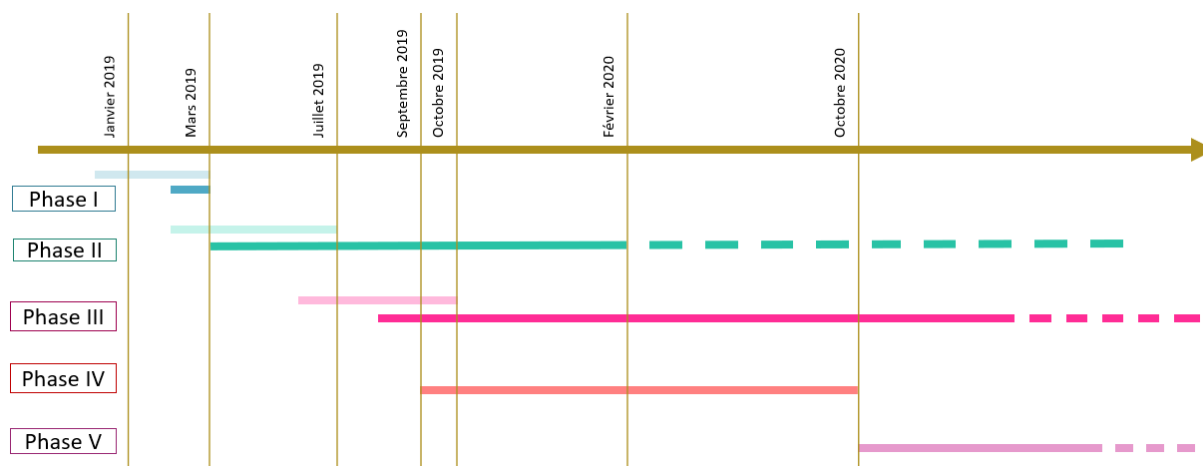 Janvier 2019
Mars 2019
Juillet 2019
Septembre 2019
Octobre 2019
Février 2020
Octobre 2020
Phase I
Phase II
Phase III
Phase IV
Phase V